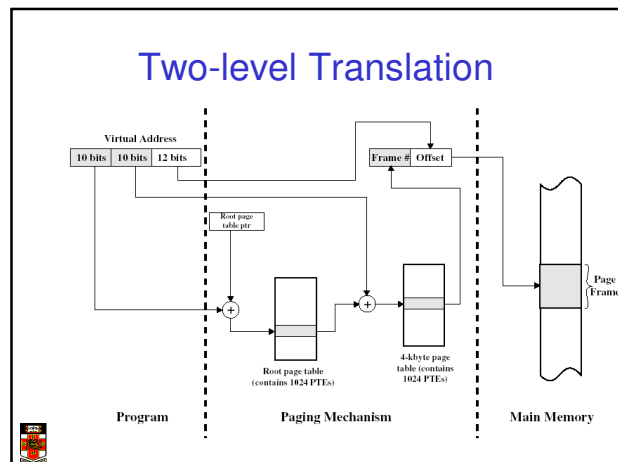 Two-level Translation
Virtual Address
10 bits 10 bits 12 bits
Frame # Offset
Root page
table ptr
+
+
Page
Frame
Root page table
(contains 1024 PTEs)
4-kbyte page
table (contains
1024 PTEs)
Program Paging Mechanism Main Memory